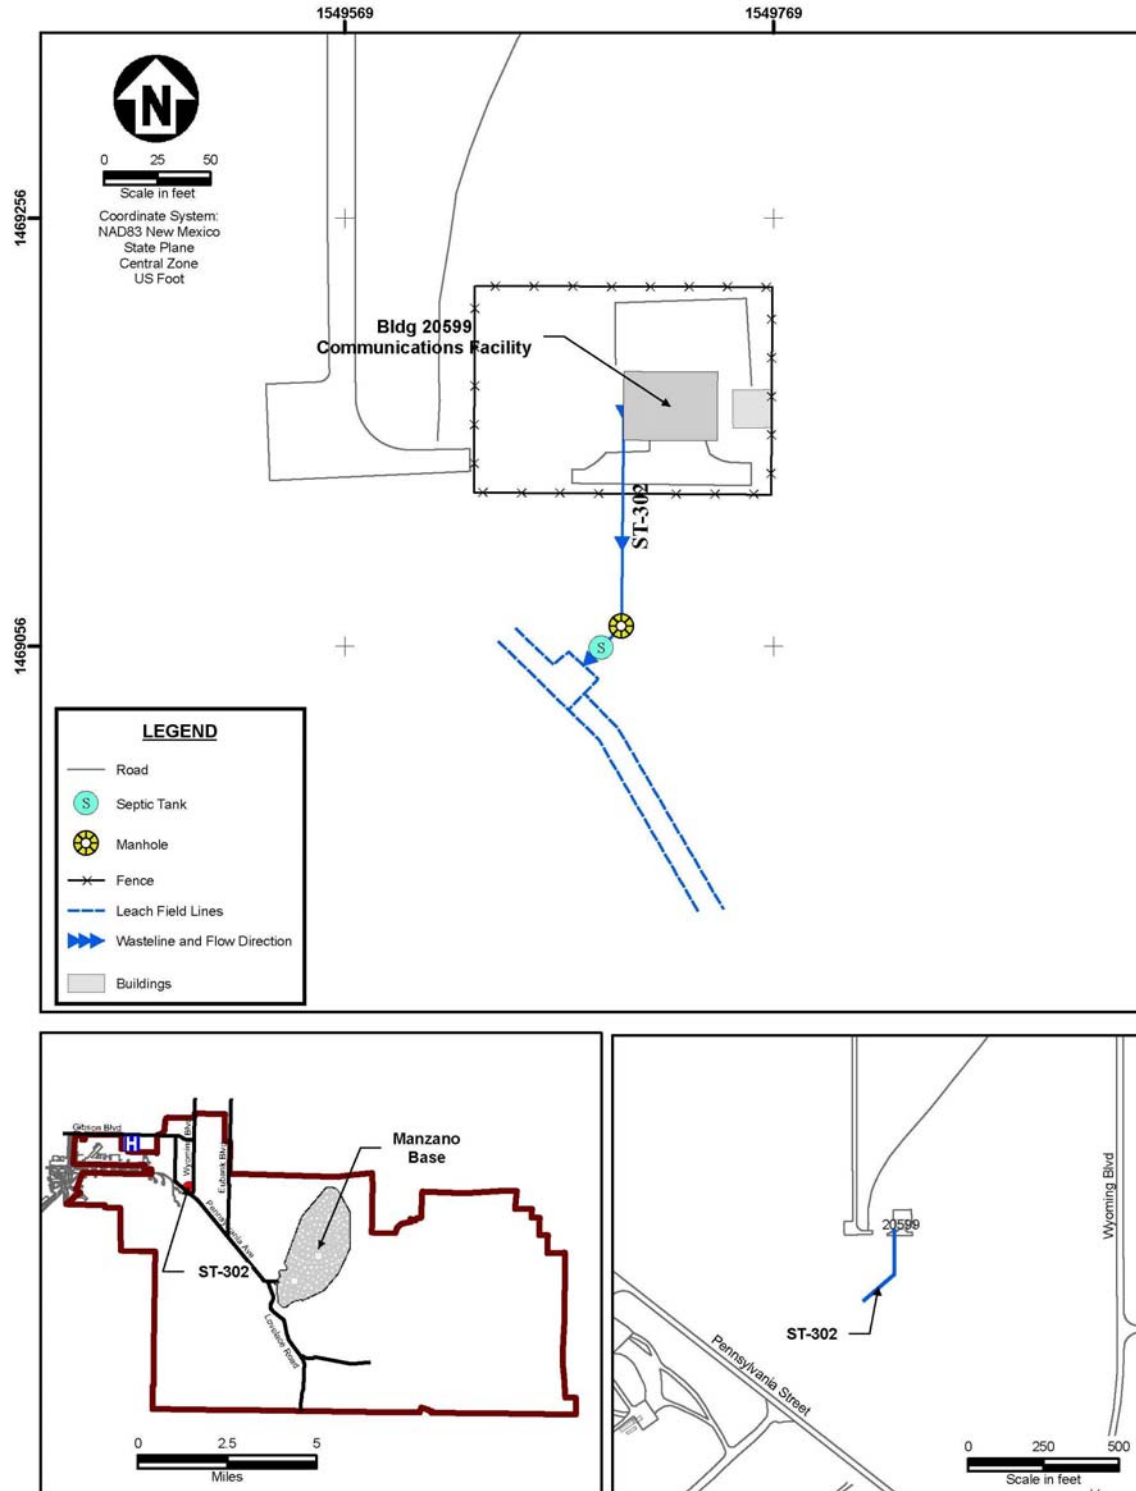 1549569
1549769
1469256
1469056
N
0 25 50
Scale in feet
Coordinate System:
NAD83 New Mexico
State Plane
Central Zone
US Foot
Bldg 20599
Communications Facility
ST-302
S
LEGEND
Road
S Septic Tank
Manhole
Fence
Leach Field Lines
Wasteline and Flow Direction
Buildings
Gibson Blvd
H
Wyoming Blvd
Eubank Blvd
Pennsylvania Ave
Manzano
Base
ST-302
Lovelace Road
0 2.5 5
Miles
20599
Wyoming Blvd
ST-302
Pennsylvania Street
0 250 500
Scale in feet